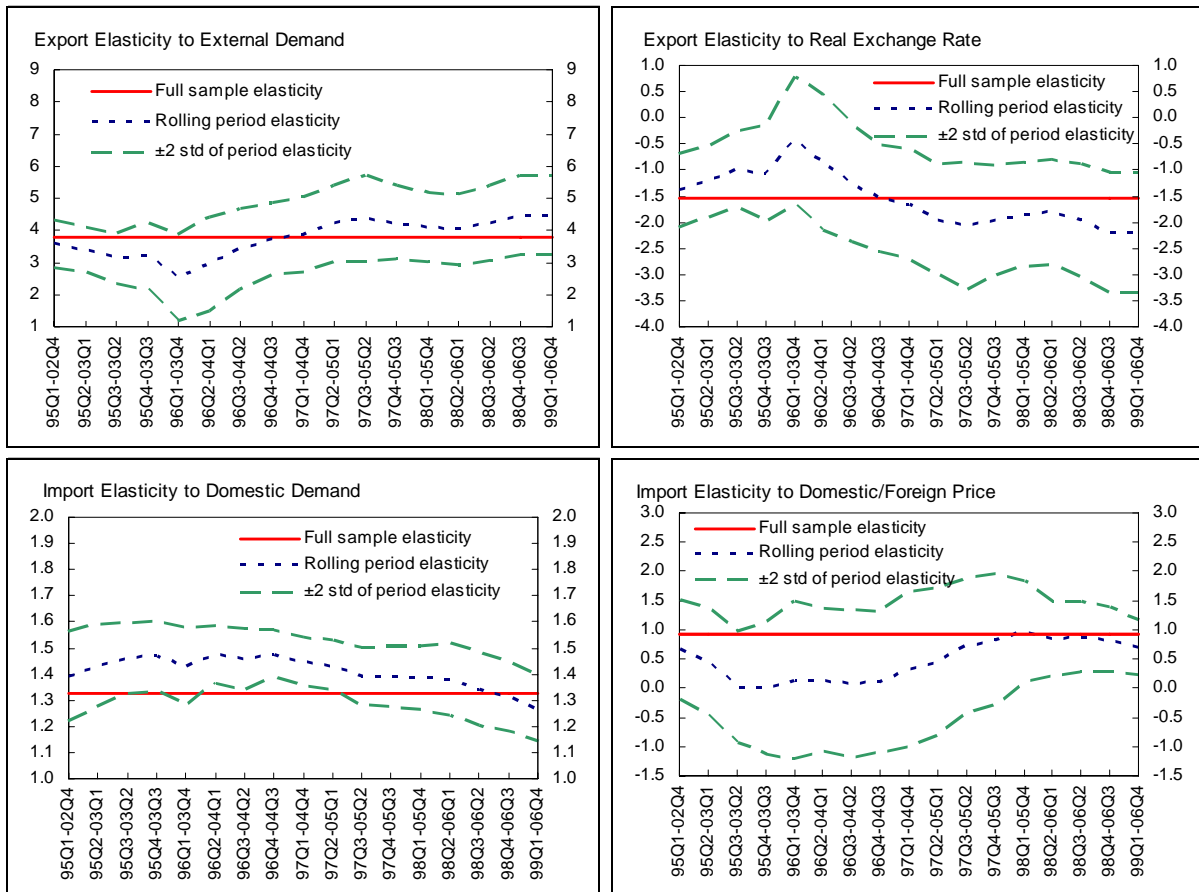 Export Elasticity to External Demand
9 9
8 8
7 7
6 6
5 5
4 4
3 3
2 2
1 1
Full sample elasticity
Rolling period elasticity
±2 std of period elasticity
95Q1-02Q4
95Q2-03Q1
95Q3-03Q2
95Q4-03Q3
96Q1-03Q4
96Q2-04Q1
96Q3-04Q2
96Q4-04Q3
97Q1-04Q4
97Q2-05Q1
97Q3-05Q2
97Q4-05Q3
98Q1-05Q4
98Q2-06Q1
98Q3-06Q2
98Q4-06Q3
99Q1-06Q4
Export Elasticity to Real Exchange Rate
1.0 1.0
0.5 0.5
0.0 0.0
-0.5 -0.5
-1.0 -1.0
-1.5 -1.5
-2.0 -2.0
-2.5 -2.5
-3.0 -3.0
-3.5 -3.5
-4.0 -4.0
Full sample elasticity
Rolling period elasticity
±2 std of period elasticity
95Q1-02Q4
95Q2-03Q1
95Q3-03Q2
95Q4-03Q3
96Q1-03Q4
96Q2-04Q1
96Q3-04Q2
96Q4-04Q3
97Q1-04Q4
97Q2-05Q1
97Q3-05Q2
97Q4-05Q3
98Q1-05Q4
98Q2-06Q1
98Q3-06Q2
98Q4-06Q3
99Q1-06Q4
Import Elasticity to Domestic Demand
2.0 2.0
1.9 1.9
1.8 1.8
1.7 1.7
1.6 1.6
1.5 1.5
1.4 1.4
1.3 1.3
1.2 1.2
1.1 1.1
1.0 1.0
Full sample elasticity
Rolling period elasticity
±2 std of period elasticity
95Q1-02Q4
95Q2-03Q1
95Q3-03Q2
95Q4-03Q3
96Q1-03Q4
96Q2-04Q1
96Q3-04Q2
96Q4-04Q3
97Q1-04Q4
97Q2-05Q1
97Q3-05Q2
97Q4-05Q3
98Q1-05Q4
98Q2-06Q1
98Q3-06Q2
98Q4-06Q3
99Q1-06Q4
Import Elasticity to Domestic/Foreign Price
3.0 3.0
2.5 2.5
2.0 2.0
1.5 1.5
1.0 1.0
0.5 0.5
0.0 0.0
-0.5 -0.5
-1.0 -1.0
-1.5 -1.5
Full sample elasticity
Rolling period elasticity
±2 std of period elasticity
95Q1-02Q4
95Q2-03Q1
95Q3-03Q2
95Q4-03Q3
96Q1-03Q4
96Q2-04Q1
96Q3-04Q2
96Q4-04Q3
97Q1-04Q4
97Q2-05Q1
97Q3-05Q2
97Q4-05Q3
98Q1-05Q4
98Q2-06Q1
98Q3-06Q2
98Q4-06Q3
99Q1-06Q4